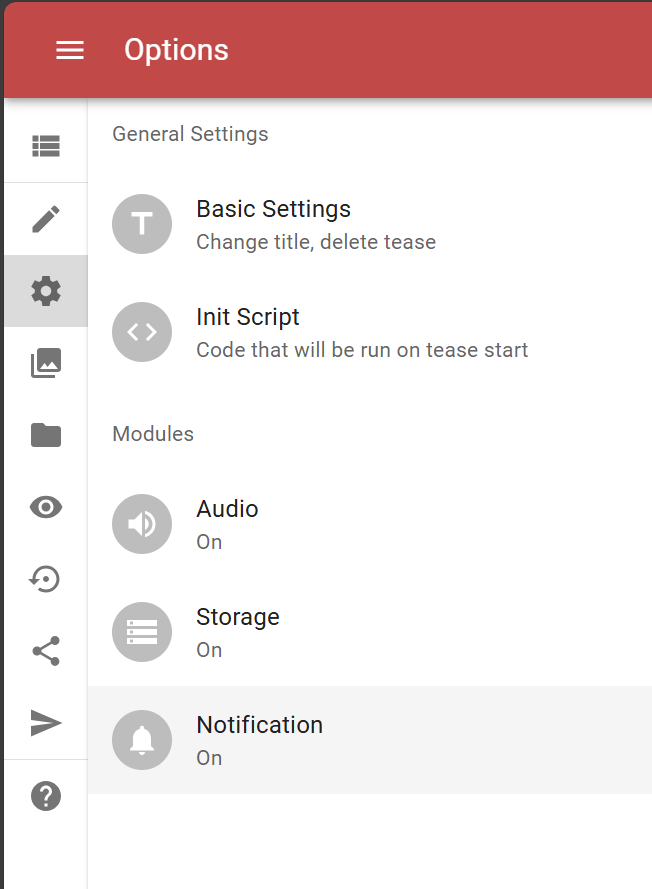 Options
General Settings
Basic Settings
Change title, delete tease
Init Script
Code that will be run on tease start
Modules
Audio
On
Storage
On
Notification
On